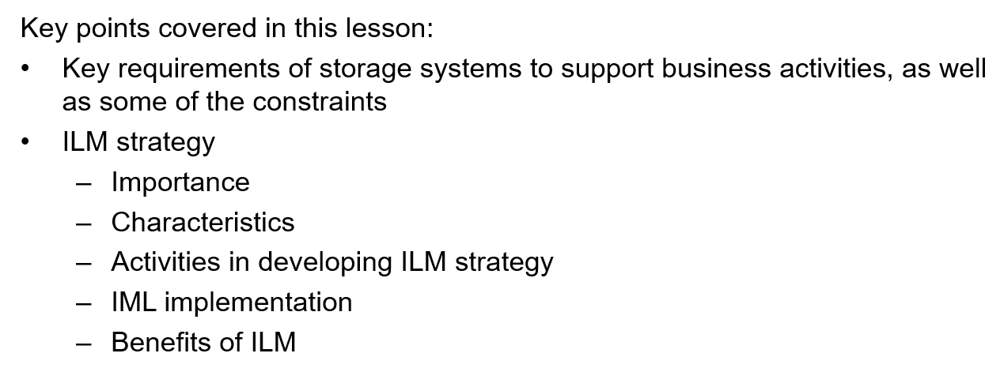 Key points covered in this lesson:
• Key requirements of storage systems to support business activities, as well
as some of the constraints
• ILM strategy
– Importance
– Characteristics
– Activities in developing ILM strategy
– IML implementation
– Benefits of ILM